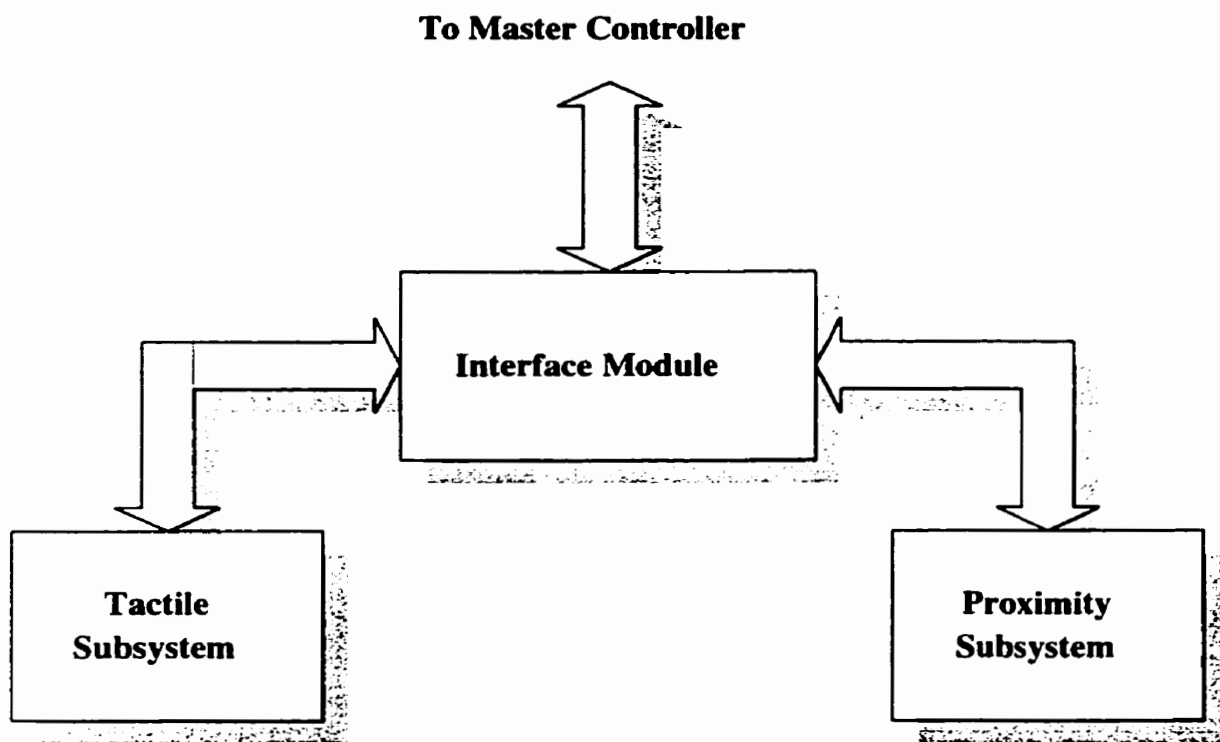 To Master Controller
Interface Module
Tactile
Subsystem
Proximity
Subsystem